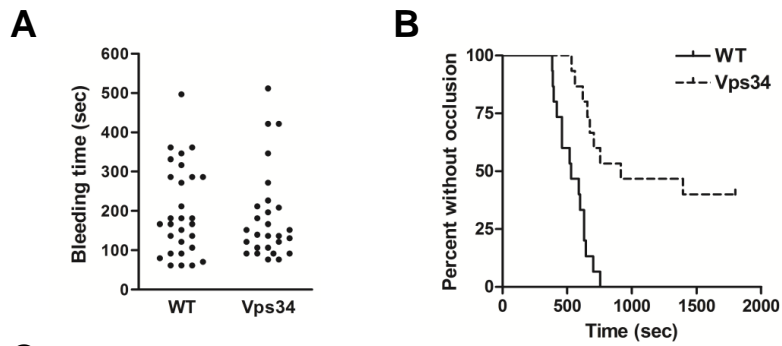 A
Bleeding time (sec)
600
500
400
300
200
100
0
WT
Vps34
B
Percent without occlusion
100
75
50
25
0
0
500
1000
1500
2000
Time (sec)
WT
Vps34